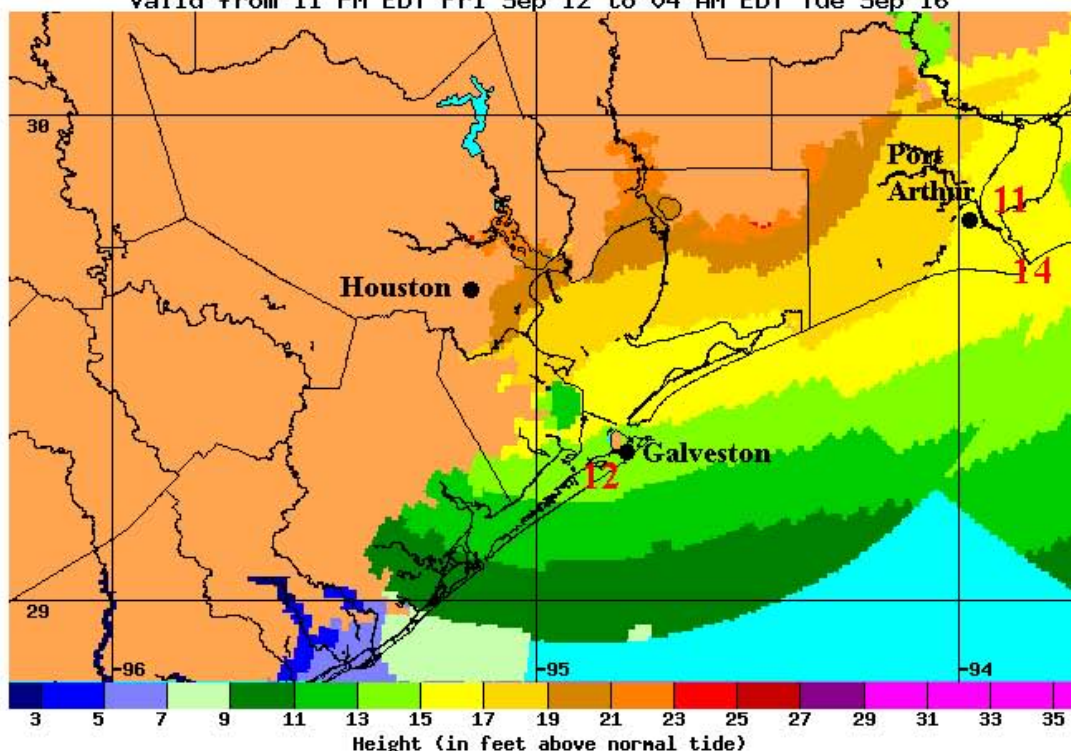 Valid from 11 PM EDT Fri Sep 12 to 04 AM EDT Tue Sep 16
30
Port
Arthur
11
14
Houston
Galveston
12
29
-96
-95
-94
3 5 7 9 11 13 15 17 19 21 23 25 27 29 31 33 35
Height (in feet above normal tide)